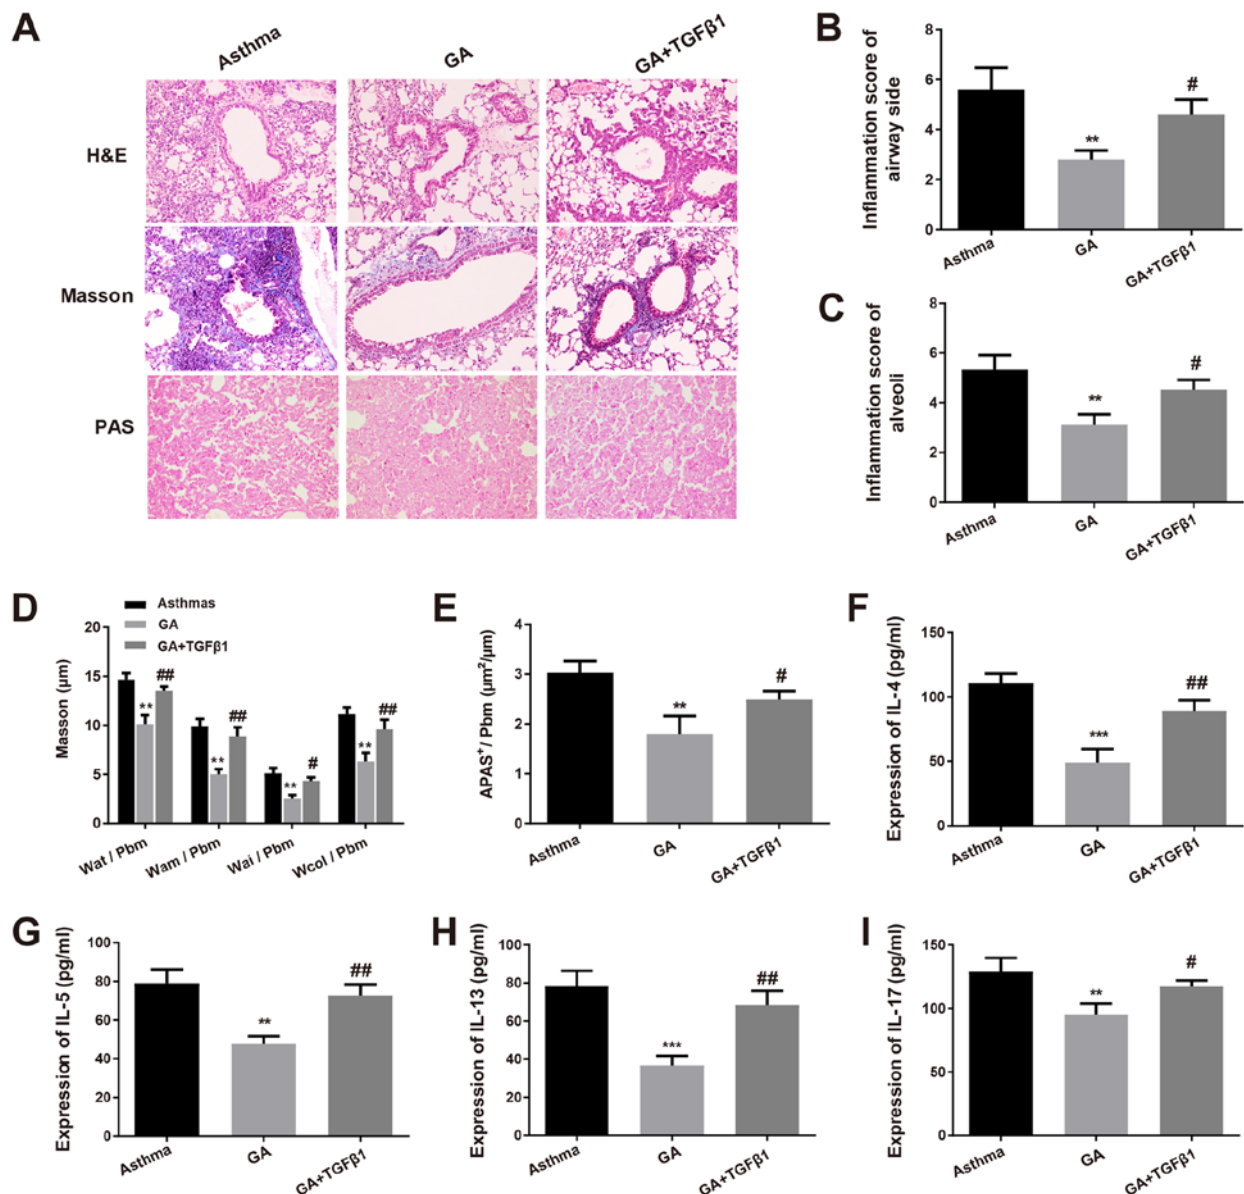 A
Asthma
GA
GA+TGFβ1
H&E
Masson
PAS
B
Inflammation score of
airway side
8
6
4
2
0
**
#
Asthma
GA
GA+TGFβ1
C
Inflammation score of
alveoli
8
6
4
2
0
**
#
Asthma
GA
GA+TGFβ1
D
Asthmas
GA
GA+TGFβ1
Masson (μm)
20
15
10
5
0
**
##
**
##
**
#
**
##
Wat / Pbm
Wam / Pbm
Wai / Pbm
Wcol / Pbm
E
APAS⁺/ Pbm (μm²/μm)
4
3
2
1
0
**
#
Asthma
GA
GA+TGFβ1
F
Expression of IL-4 (pg/ml)
150
100
50
0
***
##
Asthma
GA
GA+TGFβ1
G
Expression of IL-5 (pg/ml)
100
80
60
40
20
0
**
##
Asthma
GA
GA+TGFβ1
H
Expression of IL-13 (pg/ml)
80
60
40
20
0
***
##
Asthma
GA
GA+TGFβ1
I
Expression of IL-17 (pg/ml)
150
100
50
0
**
#
Asthma
GA
GA+TGFβ1